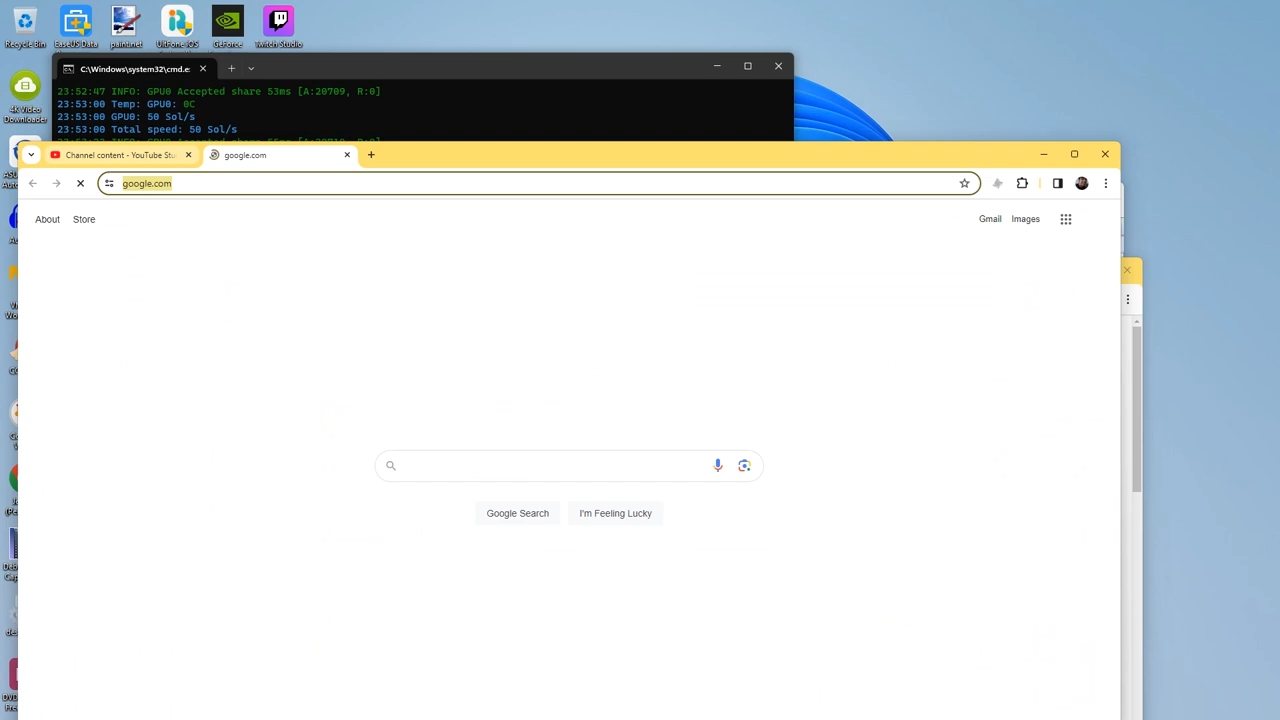 Recycle Bin
EaseUS Data
paint.net
UltFone iOS
GeForce
Twitch Studio
4K Video
Downloader
C:\Windows\system32\cmd.e:
23:52:47 INFO: GPU0 Accepted share 53ms [A:20709, R:0]
23:53:00 Temp: GPU0: 0C
23:53:00 GPU0: 50 Sol/s
23:53:00 Total speed: 50 Sol/s
Channel content - YouTube Stu
google.com
google.com
About
Store
Gmail
Images
Google Search
I'm Feeling Lucky